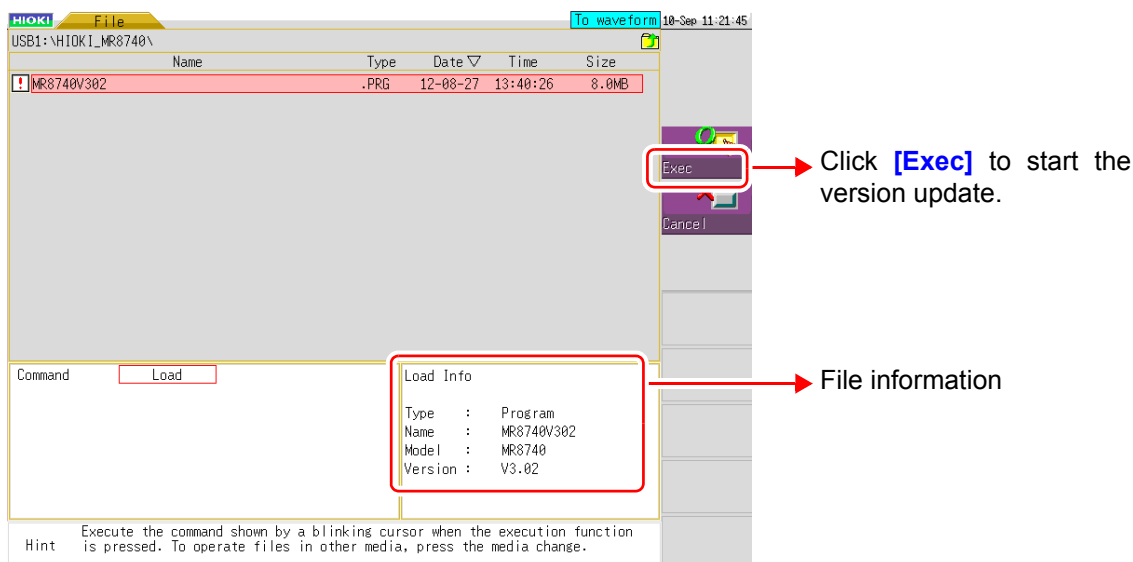 HIOKI File To waveform 10-Sep 11:21:45
USB1:\HIOKI_MR8740\
Name Type Date Time Size
! MR8740V302 .PRG 12-08-27 13:40:26 8.0MB
Exec
Click [Exec] to start the
version update.
Cancel
Command Load
Load Info
Type : Program
Name : MR8740V302
Model : MR8740
Version : V3.02
File information
Hint Execute the command shown by a blinking cursor when the execution function
is pressed. To operate files in other media, press the media change.